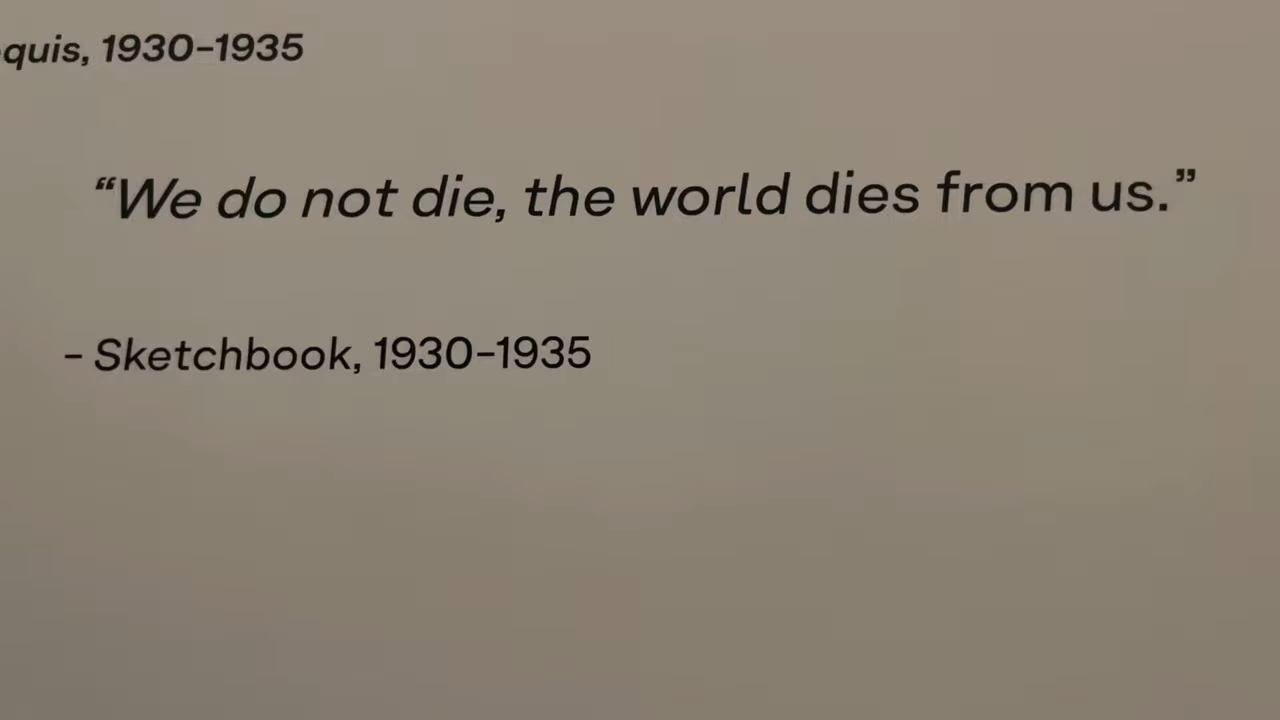 quis, 1930–1935
“We do not die, the world dies from us.”
– Sketchbook, 1930–1935